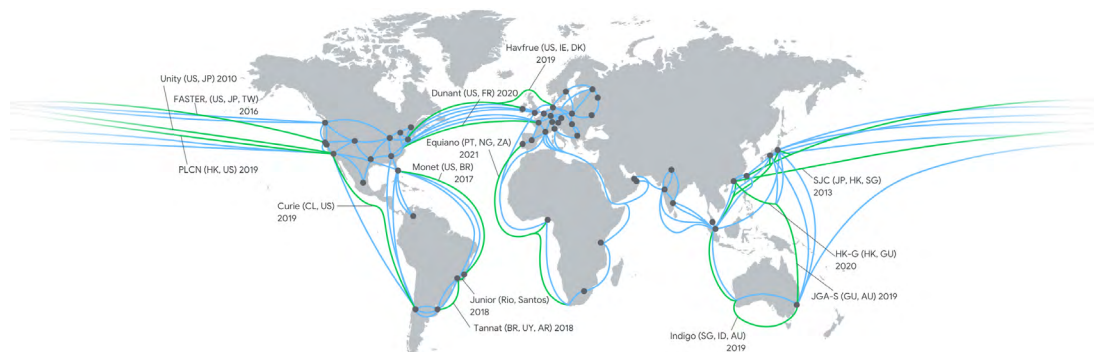 Havfrue (US, IE, DK)
2019
Unity (US, JP) 2010
FASTER, (US, JP, TW)
2016
Dunant (US, FR) 2020
Equiano (PT, NG, ZA)
2021
PLCN (HK, US) 2019
Monet (US, BR)
2017
SJC (JP, HK, SG)
2013
Curie (CL, US)
2019
HK-G (HK, GU)
2020
JGA-S (GU, AU) 2019
Junior (Rio, Santos)
2018
Tannat (BR, UY, AR) 2018
Indigo (SG, ID, AU)
2019